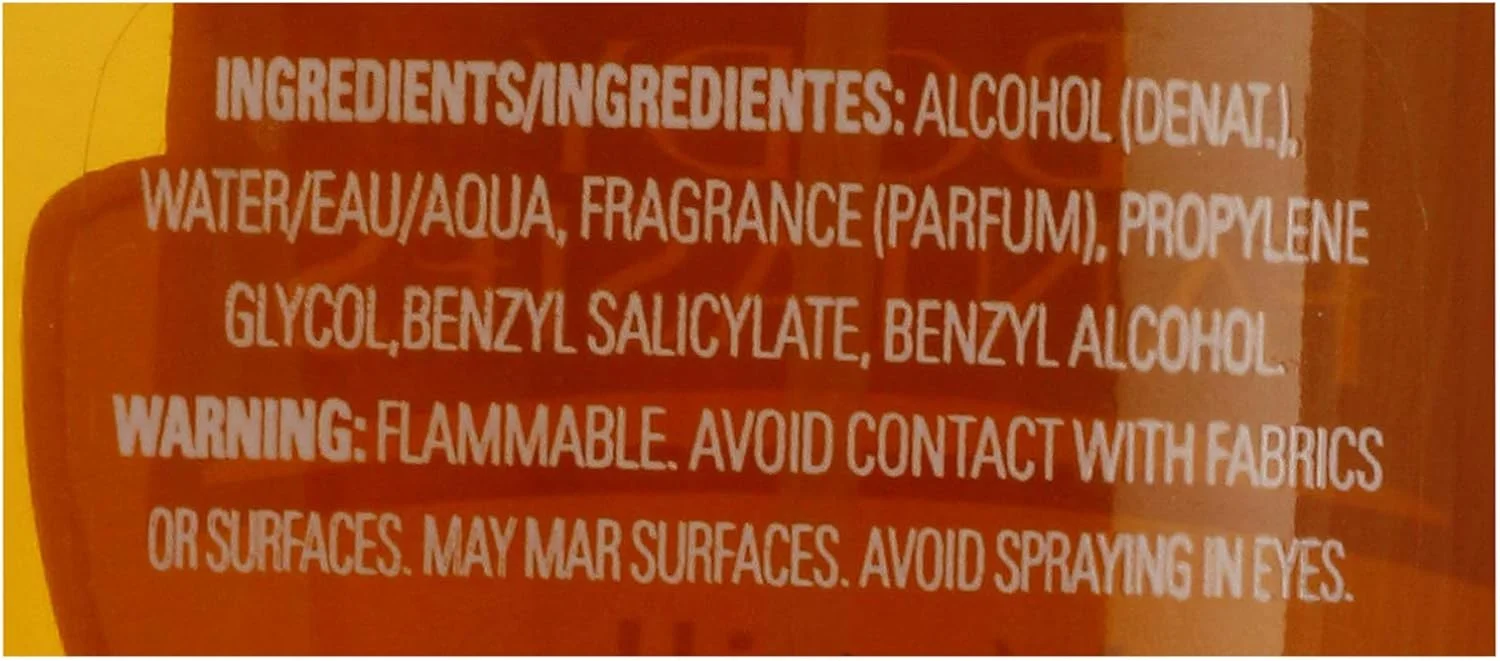 INGREDIENTS/INGREDIENTES: ALCOHOL (DENAT.),
WATER/EAU/AQUA, FRAGRANCE (PARFUM), PROPYLENE
GLYCOL,BENZYL SALICYLATE, BENZYL ALCOHOL.
WARNING: FLAMMABLE. AVOID CONTACT WITH FABRICS
OR SURFACES. MAY MAR SURFACES. AVOID SPRAYING IN EYES.